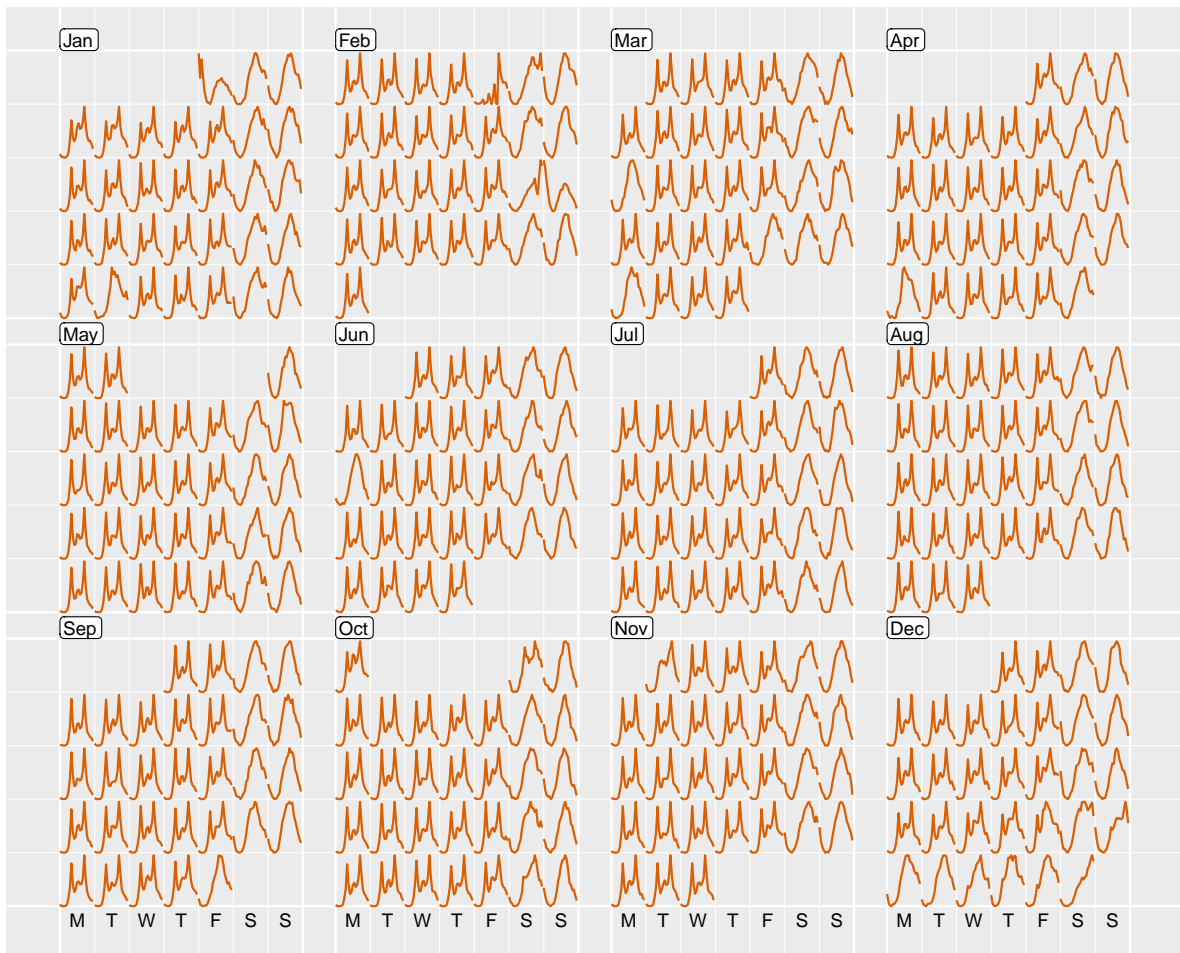 Jan Feb Mar Apr
May Jun Jul Aug
Sep Oct Nov Dec
M T W T F S S M T W T F S S M T W T F S S M T W T F S S